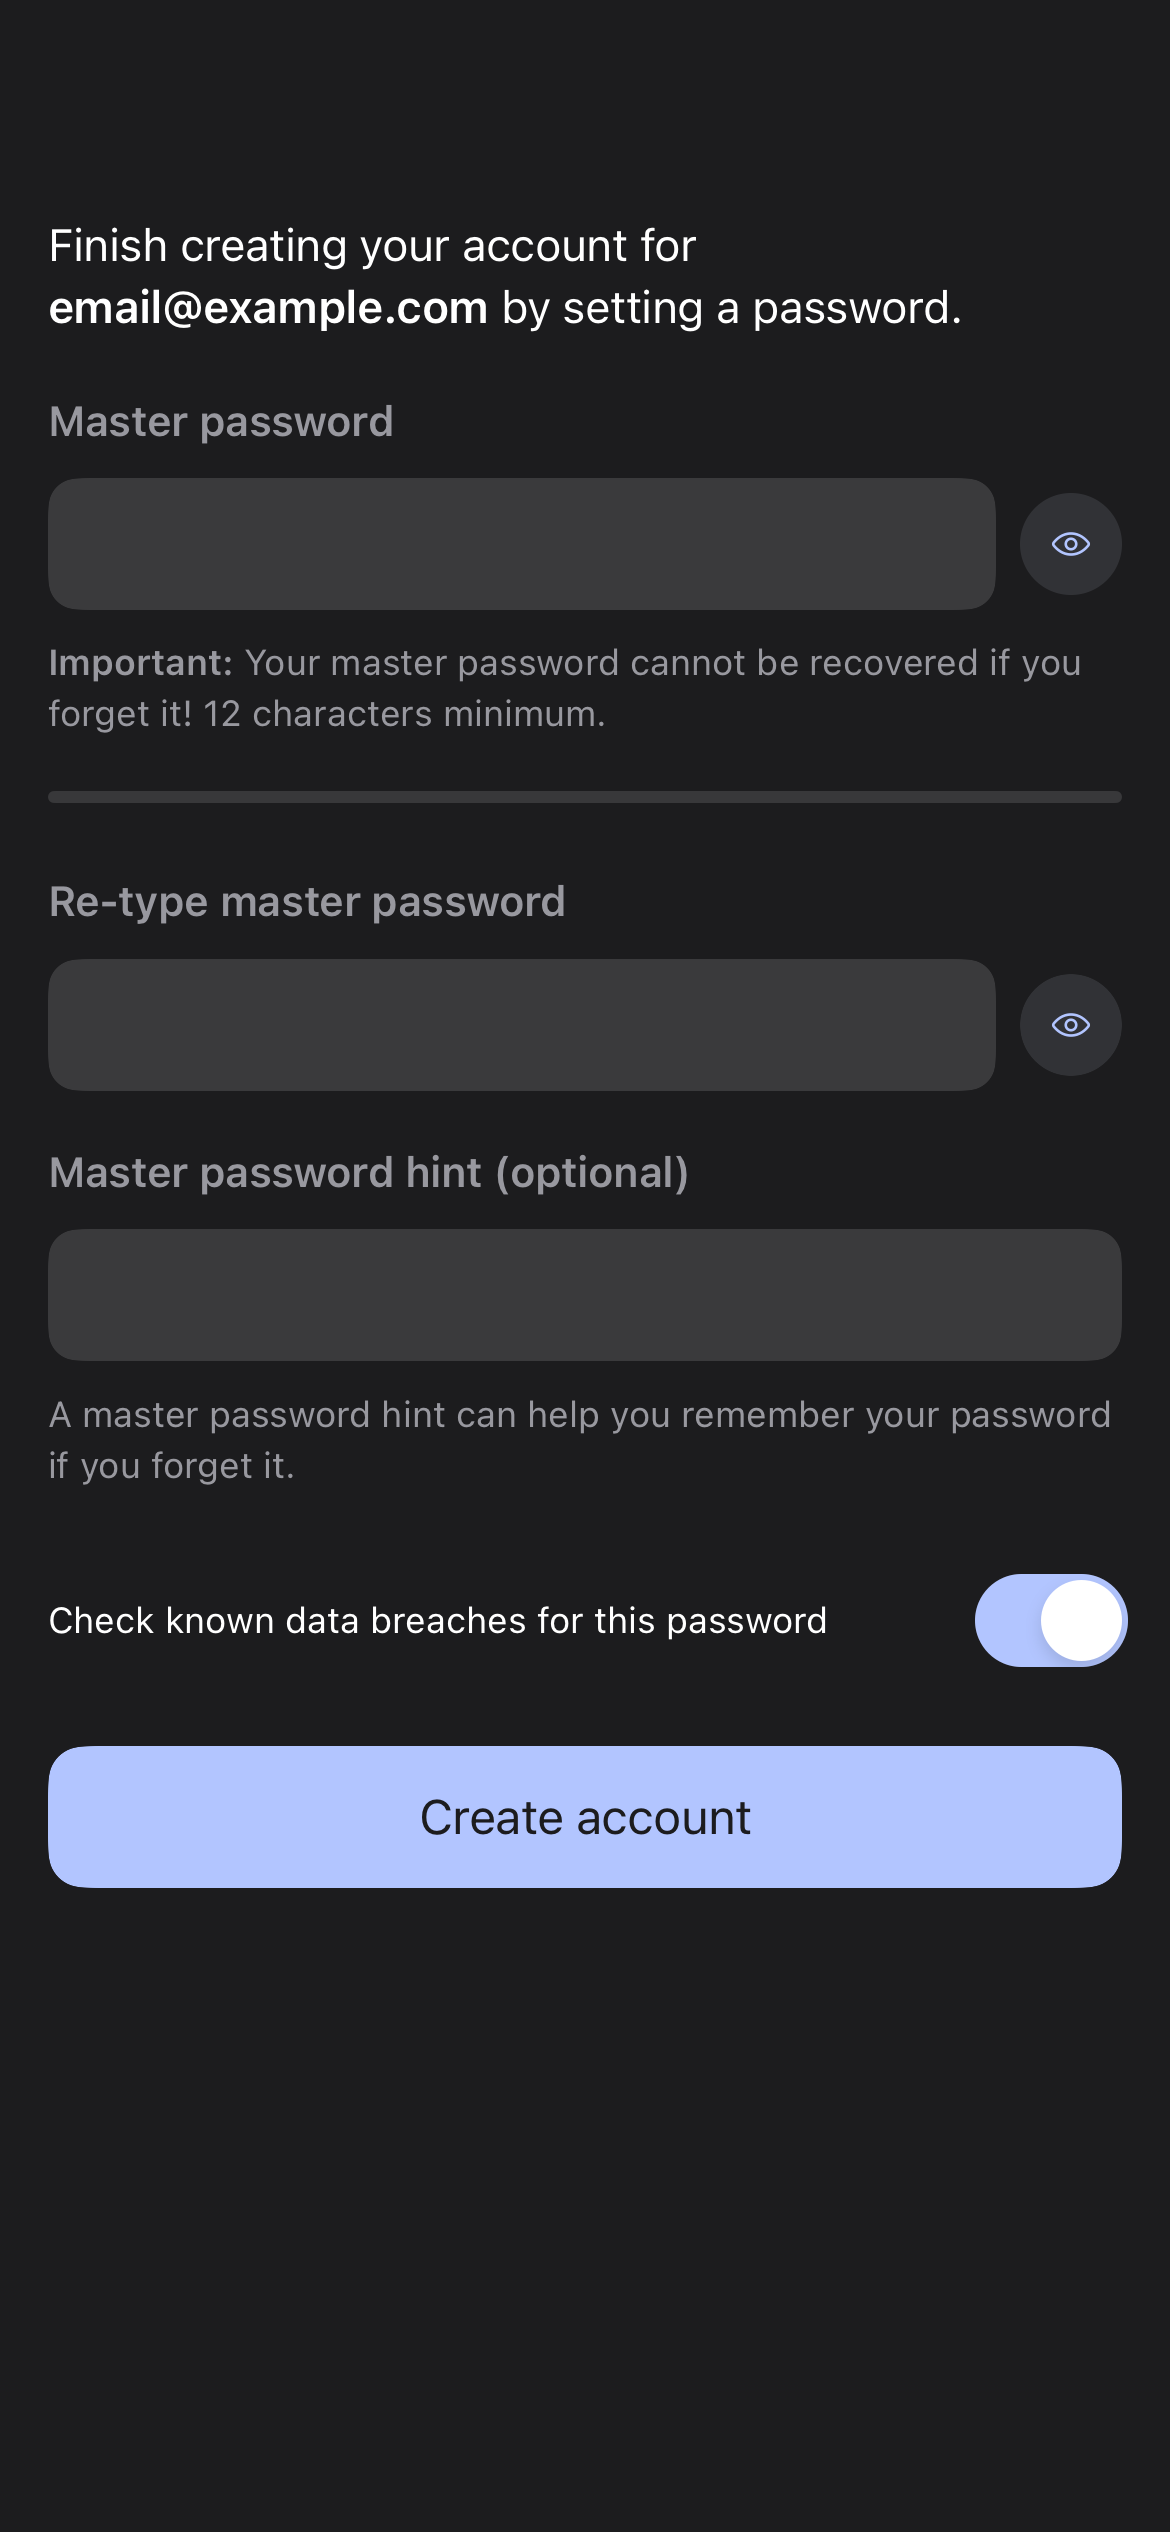 Finish creating your account for
email@example.com by setting a password.
Master password
Important: Your master password cannot be recovered if you
forget it! 12 characters minimum.
Re-type master password
Master password hint (optional)
A master password hint can help you remember your password
if you forget it.
Check known data breaches for this password
Create account